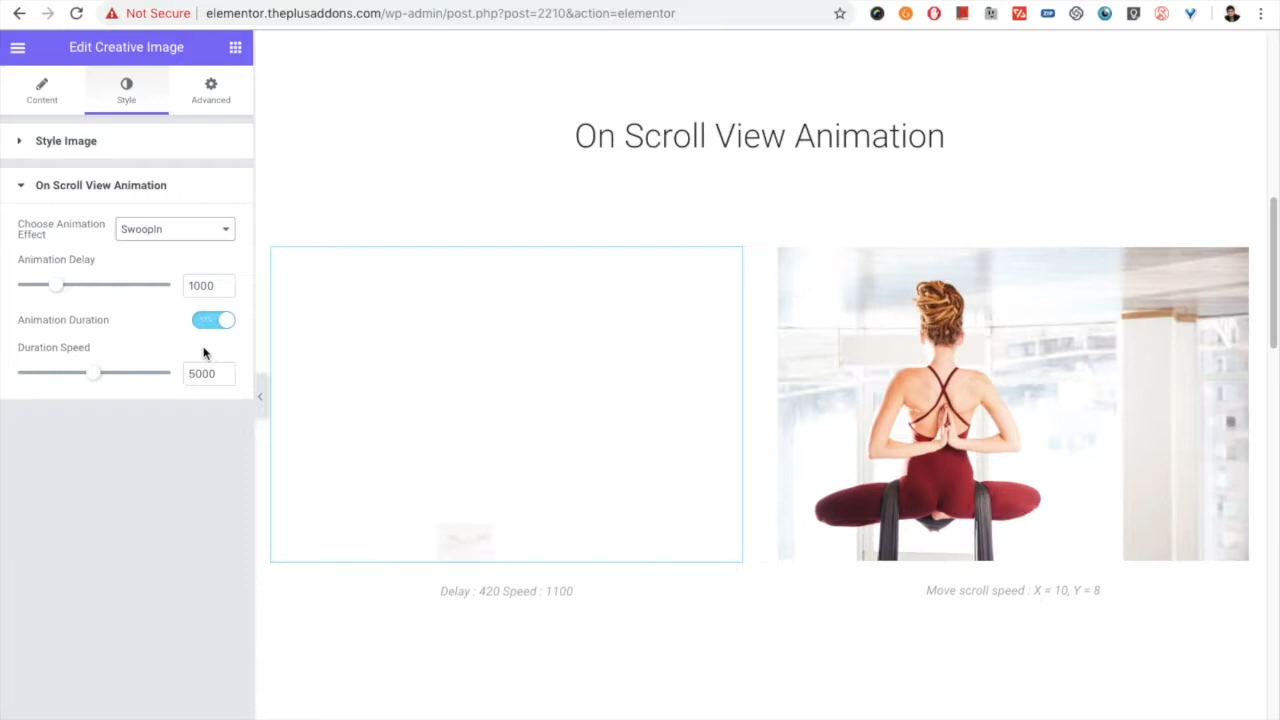 Not Secure elementor.theplusaddons.com/wp-admin/post.php?post=2210&action=elementor
ZIP
Edit Creative Image
Content Style Advanced
Style Image
On Scroll View Animation
Choose Animation
Effect
SwoopIn
Animation Delay
1000
Animation Duration
YES
Duration Speed
5000
On Scroll View Animation
Delay : 420 Speed : 1100
Move scroll speed : X = 10, Y = 8